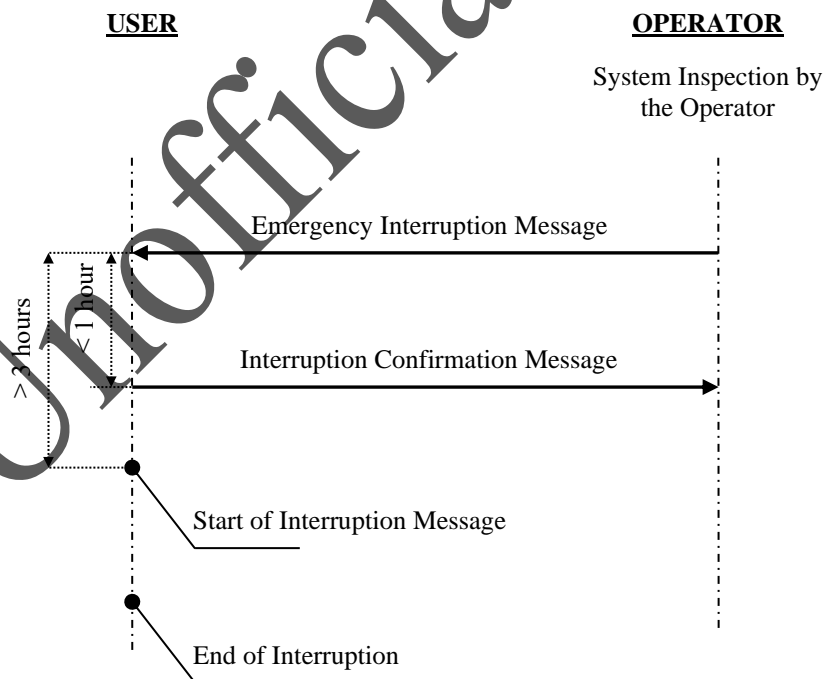 USER
OPERATOR
System Inspection by
the Operator
Emergency Interruption Message
> 3 hours
< 1 hour
Interruption Confirmation Message
Start of Interruption Message
End of Interruption
Unofficia